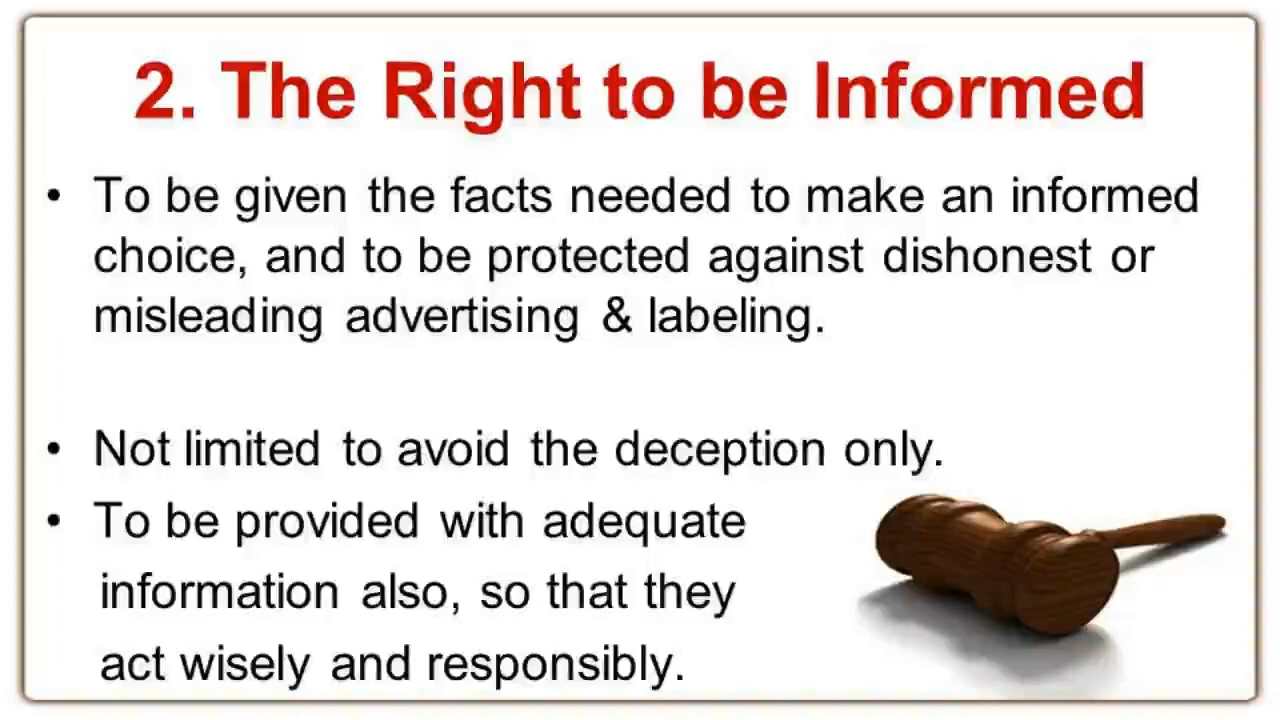 2. The Right to be Informed
• To be given the facts needed to make an informed
choice, and to be protected against dishonest or
misleading advertising & labeling.
• Not limited to avoid the deception only.
• To be provided with adequate
information also, so that they
act wisely and responsibly.